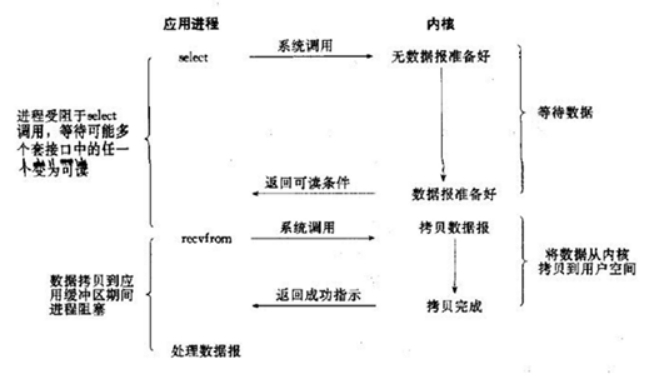 应用进程
内核
select
系统调用
无数据报准备好
进程受阻于select
调用，等待可能多
个套接口中的任一
个变为可读
等待数据
返回可读条件
数据报准备好
recvfrom
系统调用
拷贝数据报
将数据从内核
拷贝到用户空间
数据拷贝到应
用缓冲区期间
进程阻塞
返回成功指示
拷贝完成
处理数据报